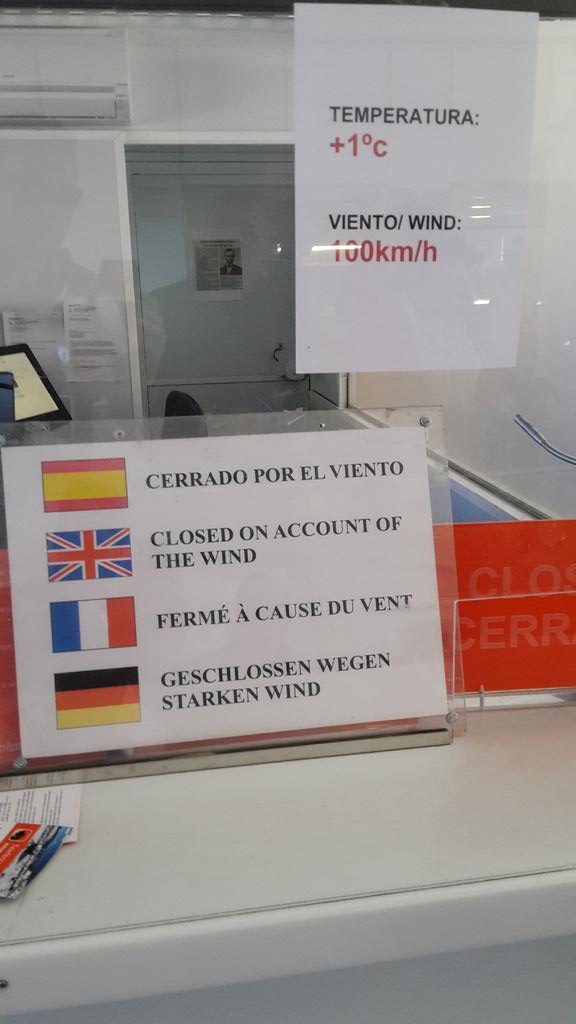 TEMPERATURA:
+1ºc
VIENTO/ WIND:
100km/h
CERRADO POR EL VIENTO
CLOSED ON ACCOUNT OF
THE WIND
FERMÉ À CAUSE DU VENT
GESCHLOSSEN WEGEN
STARKEN WIND
CLOS
CERRA